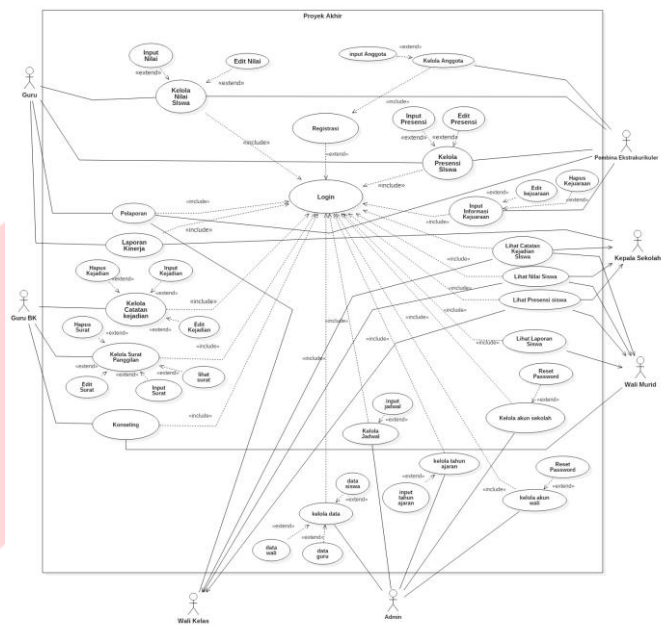 Proyek Akhir
Input
Nilai
Edit Nilai
«extend»
«extend»
Kelola
Nilai
Siswa
input Anggota
«extend»
Kelola Anggota
Guru
«include»
Input
Presensi
Edit
Presensi
Registrasi
«extend»
«extend»
«extend»
«include»
Kelola
Presensi
Siswa
Pembina Ekstrakurikuler
«include»
Login
Edit
kejuaraan
Hapus
Kejuaraan
«extend»
«extend»
Input
Informasi
Kejuaraan
«include»
Pelaporan
«include»
Laporan
Kinerja
«include»
Lihat Catatan
Kejadian
Siswa
Kepala Sekolah
Hapus
Kejadian
Input
Kejadian
Lihat Nilai Siswa
«extend»
«extend»
Guru BK
Kelola
Catatan
kejadian
«include»
Lihat Presensi siswa
Edit
Kejadian
«extend»
Hapus
Surat
«extend»
«include»
«include»
«include»
Lihat Laporan
Siswa
Kelola Surat
Panggilan
«include»
Wali Murid
«extend»
«extend»
«extend»
Edit
Surat
Input
Surat
lihat
surat
Reset
Password
«extend»
input
jadwal
«extend»
Konseling
«include»
Kelola akun sekolah
Kelola
Jadwal
kelola tahun
ajaran
«extend»
input
tahun
ajaran
Reset
Password
«extend»
«include»
kelola akun
wali
data
siswa
«extend»
kelola data
«extend»
«extend»
data
wali
data
guru
Wali Kelas
Admin